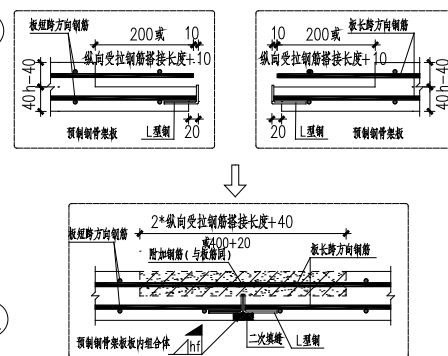 200或
10
板短跨方向钢筋
纵向受拉钢筋搭接长度+10
40
h-40
L型钢
20
预制钢骨架板
10
200或
板长跨方向钢筋
纵向受拉钢筋搭接长度+10
40
h-40
20
L型钢
预制钢骨架板
2*纵向受拉钢筋搭接长度+40
或400+20
板短跨方向钢筋
附加钢筋(与板筋同)
板长跨方向钢筋
预制钢骨架板板内组合体
hf
二次填缝
L型钢